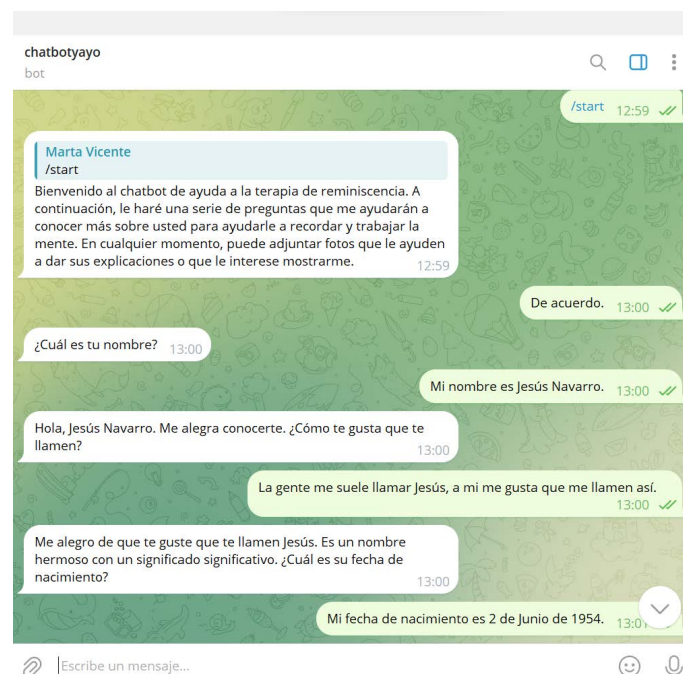 chatbotyayo
bot
/start 12:59
Marta Vicente
/start
Bienvenido al chatbot de ayuda a la terapia de reminiscencia. A
continuación, le haré una serie de preguntas que me ayudarán a
conocer más sobre usted para ayudarle a recordar y trabajar la
mente. En cualquier momento, puede adjuntar fotos que le ayuden
a dar sus explicaciones o que le interese mostrarme. 12:59
De acuerdo. 13:00
¿Cuál es tu nombre? 13:00
Mi nombre es Jesús Navarro. 13:00
Hola, Jesús Navarro. Me alegra conocerte. ¿Cómo te gusta que te
llamen? 13:00
La gente me suele llamar Jesús, a mi me gusta que me llamen así.
13:00
Me alegro de que te guste que te llamen Jesús. Es un nombre
hermoso con un significado significativo. ¿Cuál es su fecha de
nacimiento? 13:00
Mi fecha de nacimiento es 2 de Junio de 1954.
Escribe un mensaje...